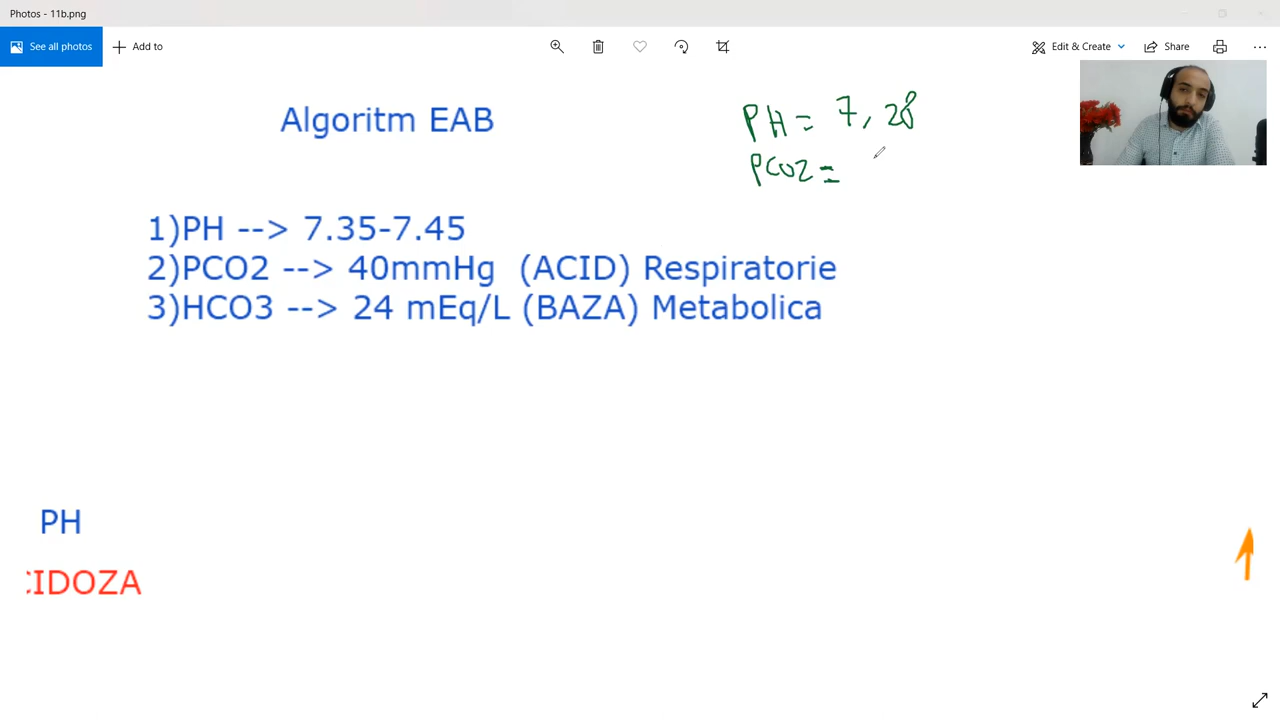 Photos - 11b.png
See all photos
Add to
Edit & Create
Share
Algoritm EAB
PH = 7,28
PCO2 =
1)PH --> 7.35-7.45
2)PCO2 --> 40mmHg (ACID) Respiratorie
3)HCO3 --> 24 mEq/L (BAZA) Metabolica
PH
CIDOZA